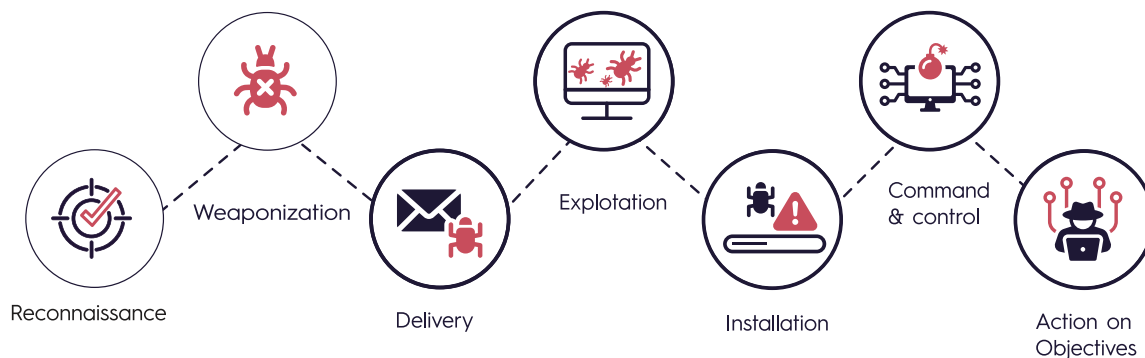 Reconnaissance
Weaponization
Delivery
Explotation
Installation
Command
& control
Action on
Objectives